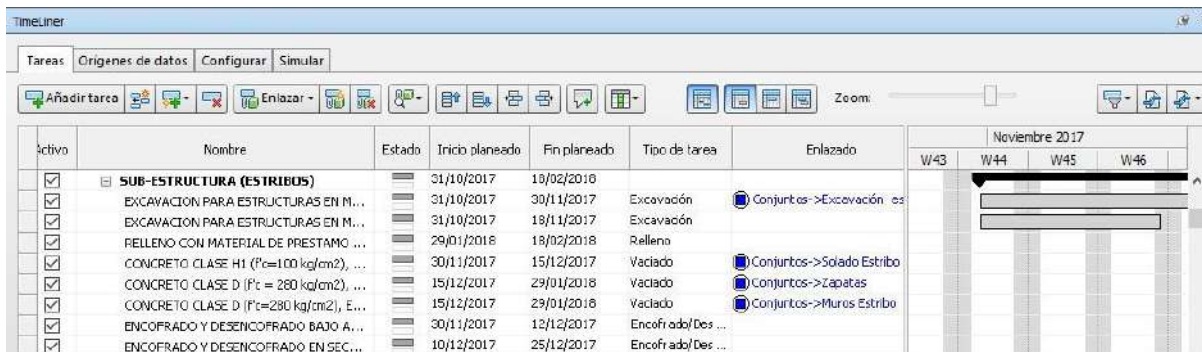 TimeLiner
Tareas Orígenes de datos Configurar Simular
Añadir tarea Enlazar Zoom:
Activo Nombre Estado Inicio planeado Fin planeado Tipo de tarea Enlazado Noviembre 2017
W43 W44 W45 W46
SUB-ESTRUCTURA (ESTRIBOS) 31/10/2017 18/02/2018
EXCAVACION PARA ESTRUCTURAS EN M... 31/10/2017 30/11/2017 Excavación Conjuntos->Excavación es
EXCAVACION PARA ESTRUCTURAS EN M... 31/10/2017 18/11/2017 Excavación
RELLENO CON MATERIAL DE PRESTAMO ... 29/01/2018 18/02/2018 Relleno
CONCRETO CLASE H1 (f'c=100 kg/cm2), ... 30/11/2017 15/12/2017 Vaciado Conjuntos->Solado Estribo
CONCRETO CLASE D (f'c = 280 kg/cm2), ... 15/12/2017 29/01/2018 Vaciado Conjuntos->Zapatas
CONCRETO CLASE D (f'c=280 kg/cm2), E... 15/12/2017 29/01/2018 Vaciado Conjuntos->Muros Estribo
ENCOFRADO Y DESENCOFRADO BAJO A... 30/11/2017 12/12/2017 Encofrado/Des ...
ENCOFRADO Y DESENCOFRADO EN SEC... 10/12/2017 25/12/2017 Encofrado/Des ...